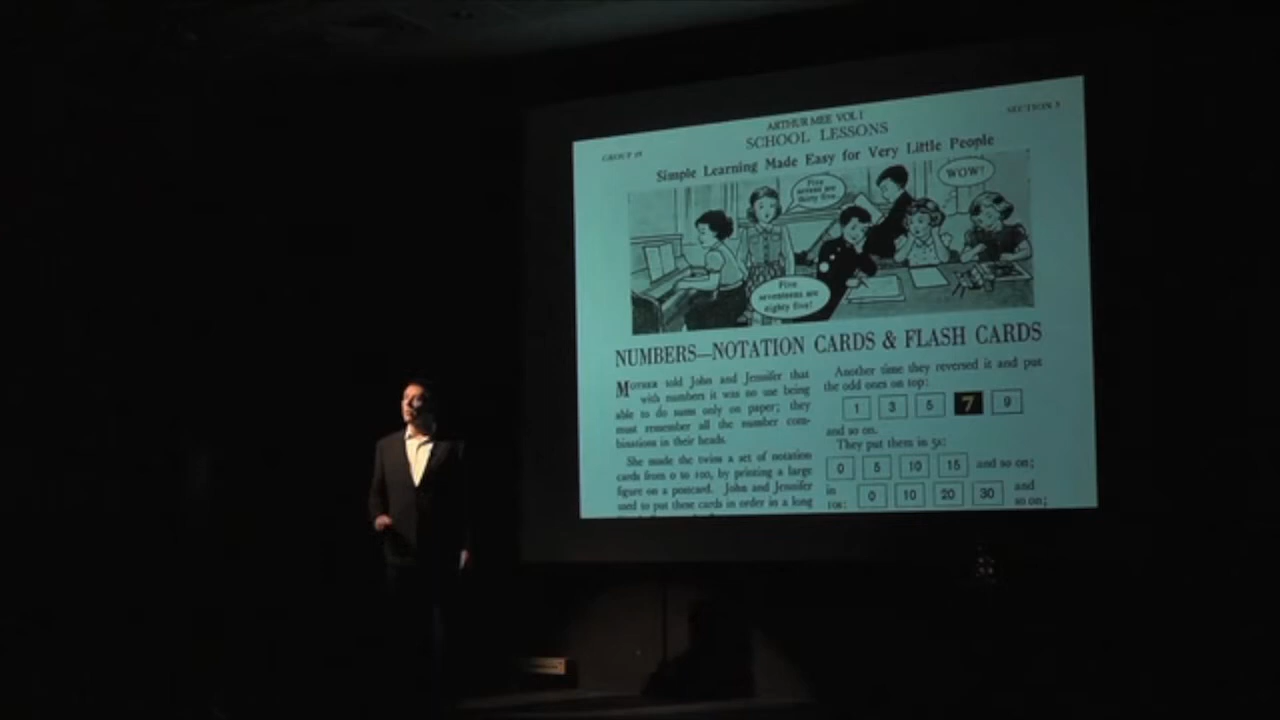 ARTHUR MEE VOL I
GROUP 19
SCHOOL LESSONS
SECTION 5
Simple Learning Made Easy for Very Little People
Five
sevens are
thirty five
WOW!
Five
seventeens are
eighty five!
NUMBERS—NOTATION CARDS & FLASH CARDS
MOTHER told John and Jennifer that
with numbers it was no use being
able to do sums only on paper; they
must remember all the number com-
binations in their heads.
She made the twins a set of notation
cards from 0 to 100, by printing a large
figure on a postcard. John and Jennifer
used to put these cards in order in a long
Another time they reversed it and put
the odd ones on top:
1 3 5 7 9
and so on.
They put them in 5s:
0 5 10 15 and so on;
in
10s: 0 10 20 30 and
so on;